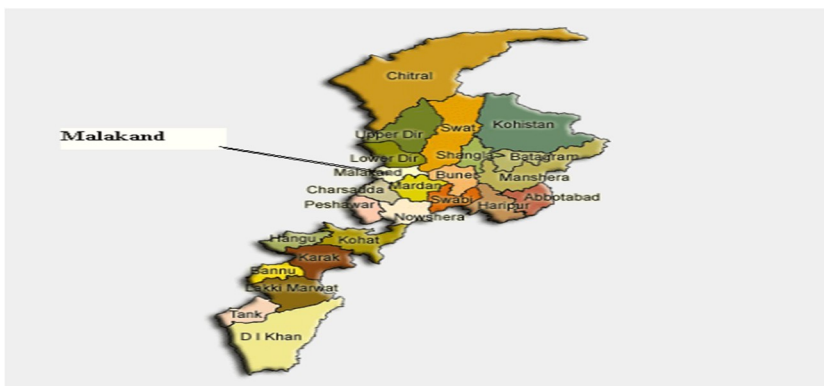 Chitral
Malakand
Upper Dir
Swat
Kohistan
Lower Dir
Shangla
Batagram
Malakand
Buner
Manshera
Charsadda
Mardan
Swabi
Haripur
Abbotabad
Peshawar
Nowshera
Hangu
Kohat
Karak
Bannu
Lakki Marwat
Tank
D I Khan